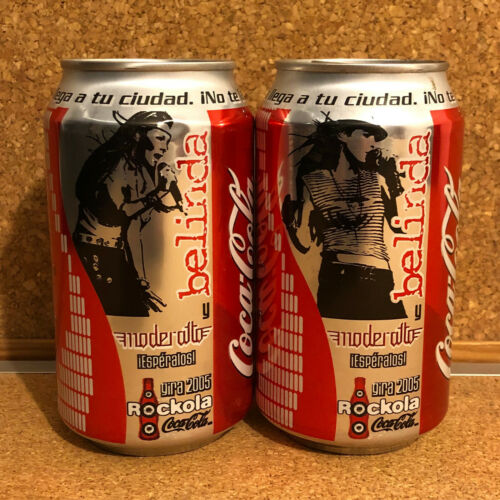 llega a tu ciudad. ¡No te
belinda
y
moderatto
¡Espéralos!
gira 2005
Rockola
Coca-Cola
Coca-Cola
llega a tu ciudad. ¡No te
belinda
y
moderatto
¡Espéralos!
gira 2005
Rockola
Coca-Cola
Coca-Cola